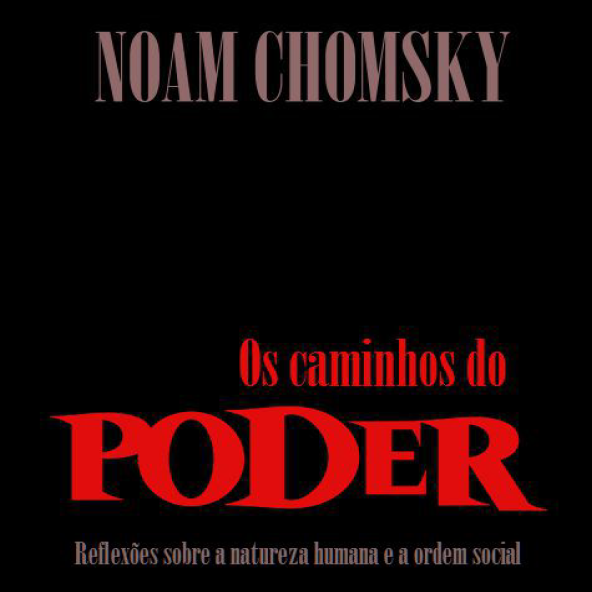 NOAM CHOMSKY
Os caminhos do
PODER
Reflexões sobre a natureza humana e a ordem social